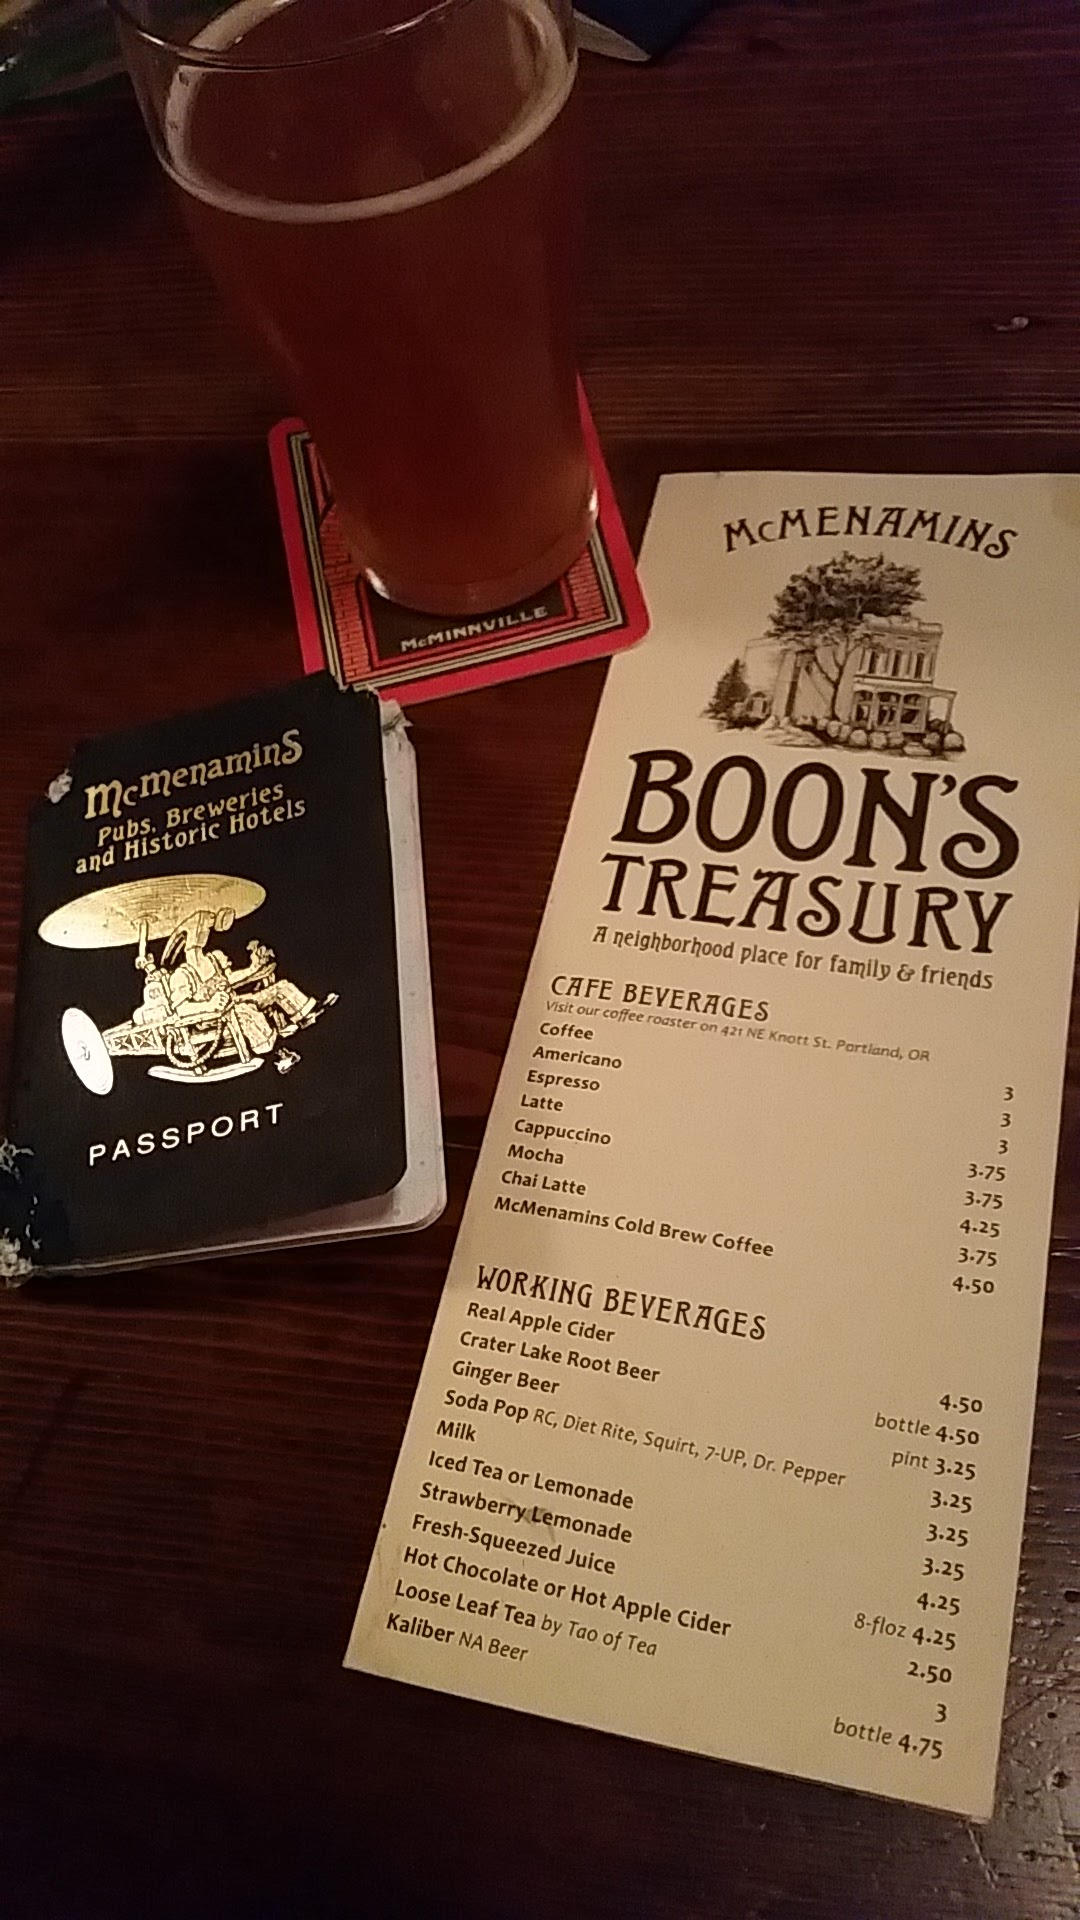 McMINNVILLE
McMenamins
Pubs, Breweries
and Historic Hotels
PASSPORT
McMENAMINS
BOON'S
TREASURY
A neighborhood place for family & friends
CAFE BEVERAGES
Visit our coffee roaster on 421 NE Knott St. Portland, OR
Coffee 3
Americano 3
Espresso 3
Latte 3.75
Cappuccino 3.75
Mocha 4.25
Chai Latte 3.75
McMenamins Cold Brew Coffee 4.50
WORKING BEVERAGES
Real Apple Cider 4.50
Crater Lake Root Beer bottle 4.50
Ginger Beer pint 3.25
Soda Pop RC, Diet Rite, Squirt, 7-UP, Dr. Pepper 3.25
Milk 3.25
Iced Tea or Lemonade 3.25
Strawberry Lemonade 4.25
Fresh-Squeezed Juice 8-floz 4.25
Hot Chocolate or Hot Apple Cider 2.50
Loose Leaf Tea by Tao of Tea 3
Kaliber NA Beer bottle 4.75